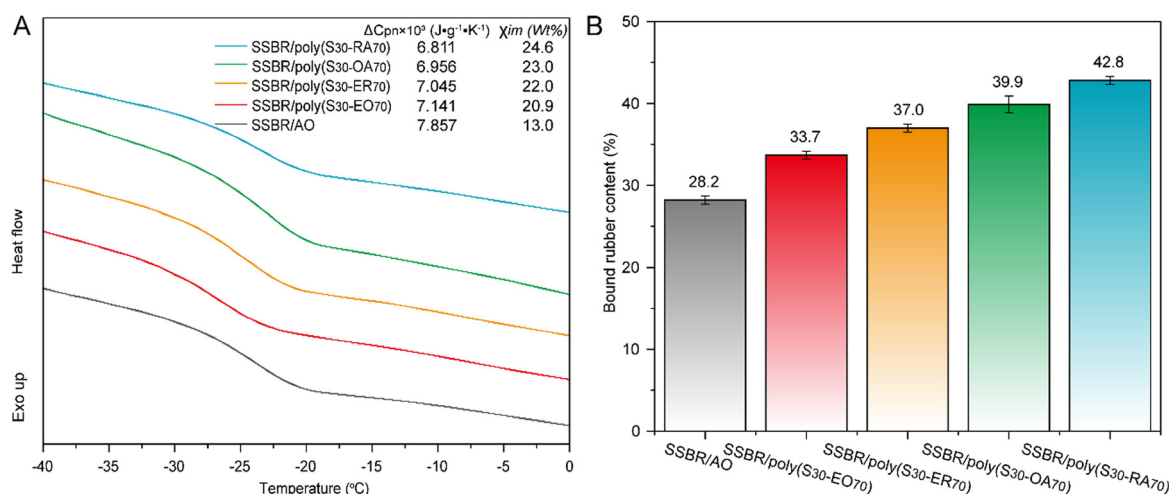 A
ΔCpn×10³ (J▪g⁻¹▪K⁻¹) χim (Wt%)
SSBR/poly(S30-RA70) 6.811 24.6
SSBR/poly(S30-OA70) 6.956 23.0
SSBR/poly(S30-ER70) 7.045 22.0
SSBR/poly(S30-EO70) 7.141 20.9
SSBR/AO 7.857 13.0
Heat flow
Exo up
-40 -35 -30 -25 -20 -15 -10 -5 0
Temperature (°C)
B
50
40
30
20
10
0
Bound rubber content (%)
28.2
33.7
37.0
39.9
42.8
SSBR/AO
SSBR/poly(S30-EO70)
SSBR/poly(S30-ER70)
SSBR/poly(S30-OA70)
SSBR/poly(S30-RA70)